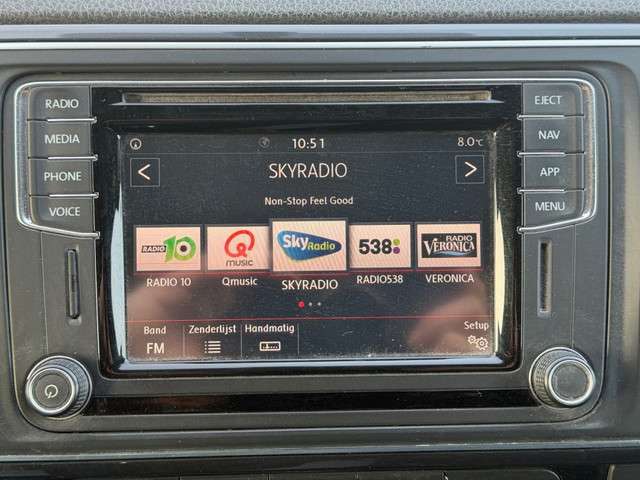 RADIO
MEDIA
PHONE
VOICE
EJECT
NAV
APP
MENU
10:51
8.0°C
<
SKYRADIO
>
Non-Stop Feel Good
RADIO 10
Q music
Sky Radio
538
RADIO VERONICA
RADIO 10
Qmusic
SKYRADIO
RADIO538
VERONICA
Band
Zenderlijst
Handmatig
Setup
FM